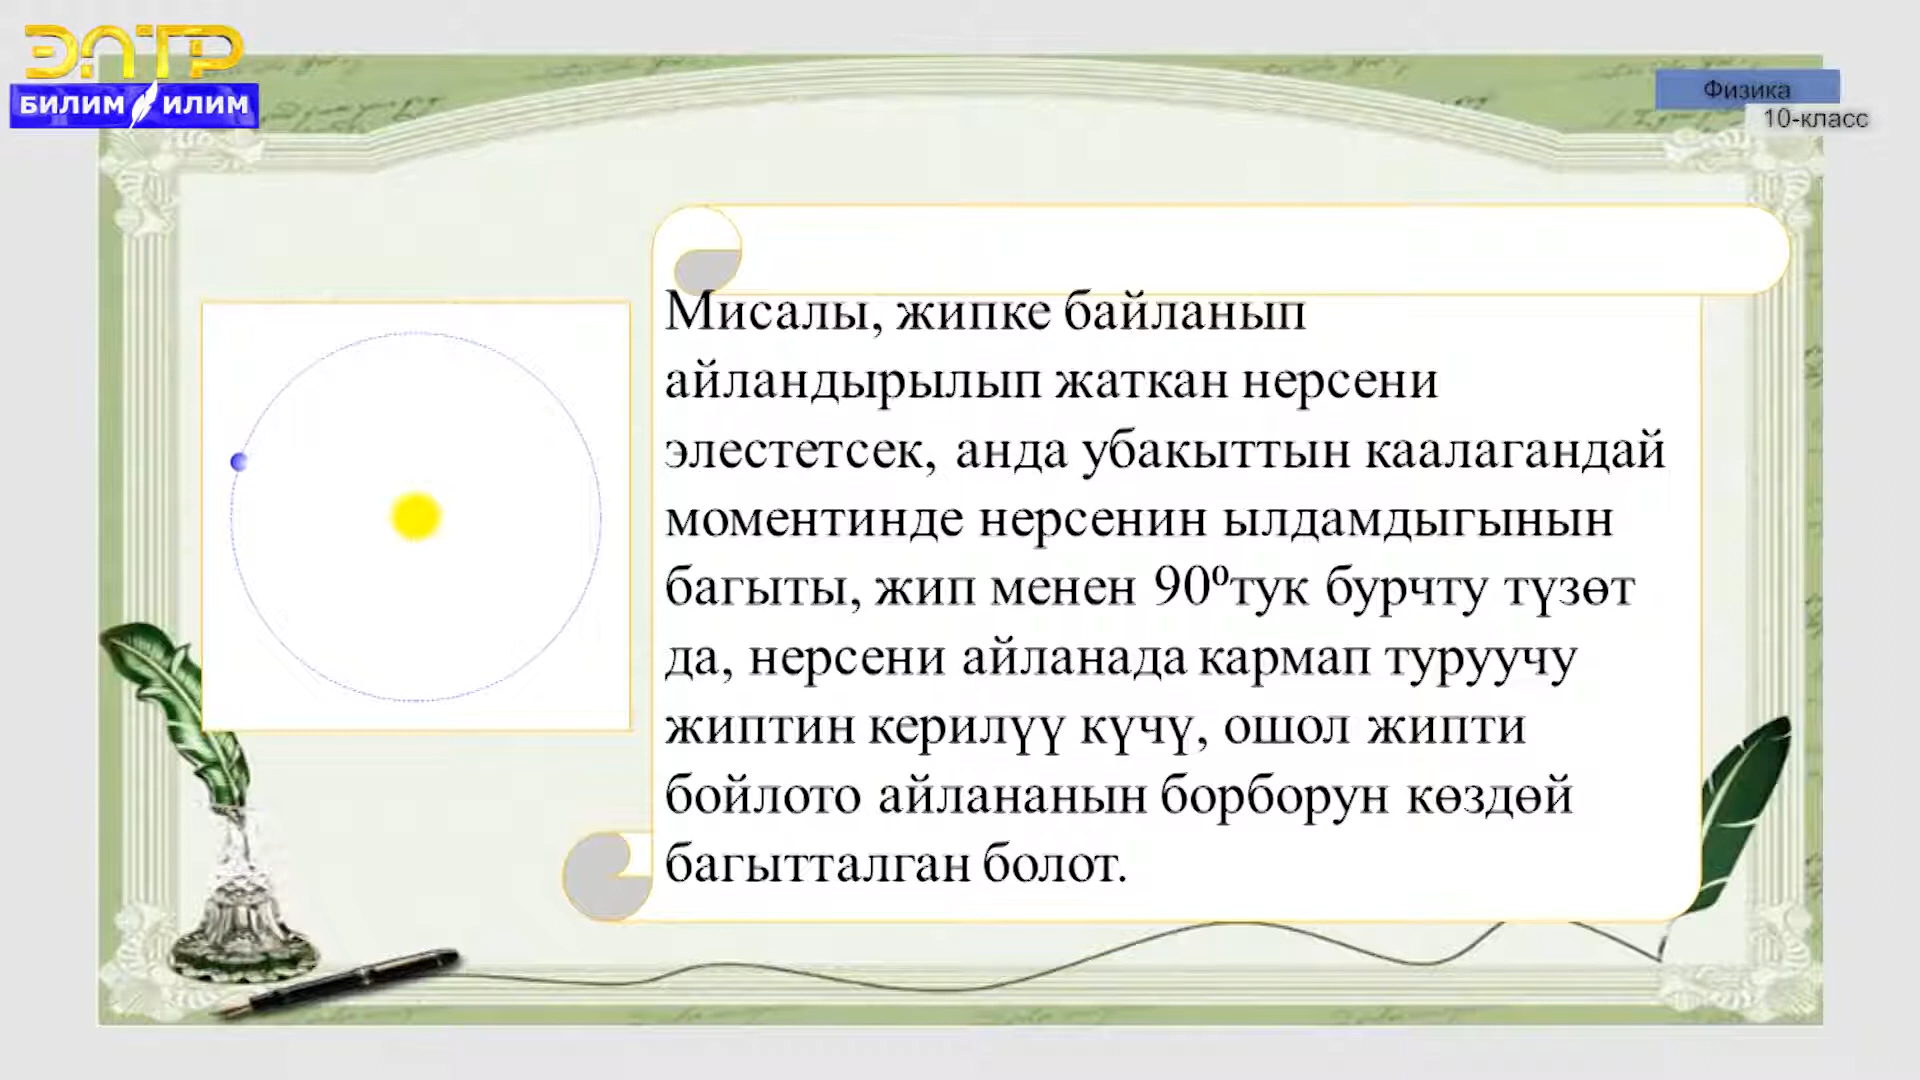 ЭЛТР
БИЛИМ ИЛИМ
Физика
10-класс
Мисалы, жипке байланып
айландырылып жаткан нерсени
элестетсек, анда убакыттын каалагандай
моментинде нерсенин ылдамдыгынын
багыты, жип менен 90⁰тук бурчту түзөт
да, нерсени айланада кармап туруучу
жиптин керилүү күчү, ошол жипти
бойлото айлананын борборун көздөй
багытталган болот.